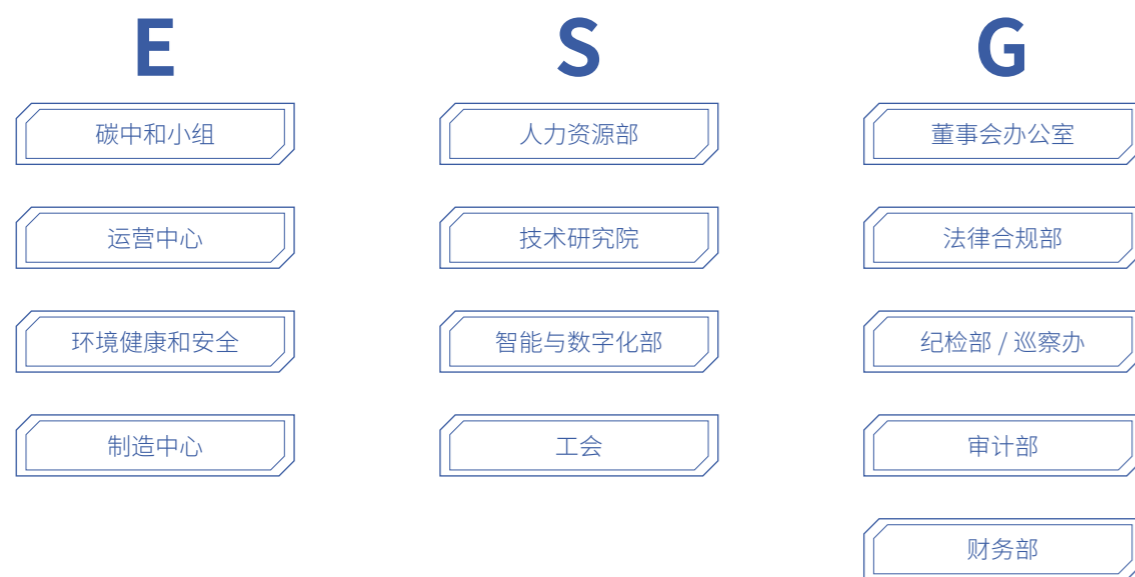 E
碳中和小组
运营中心
环境健康和安全
制造中心
S
人力资源部
技术研究院
智能与数字化部
工会
G
董事会办公室
法律合规部
纪检部 / 巡察办
审计部
财务部